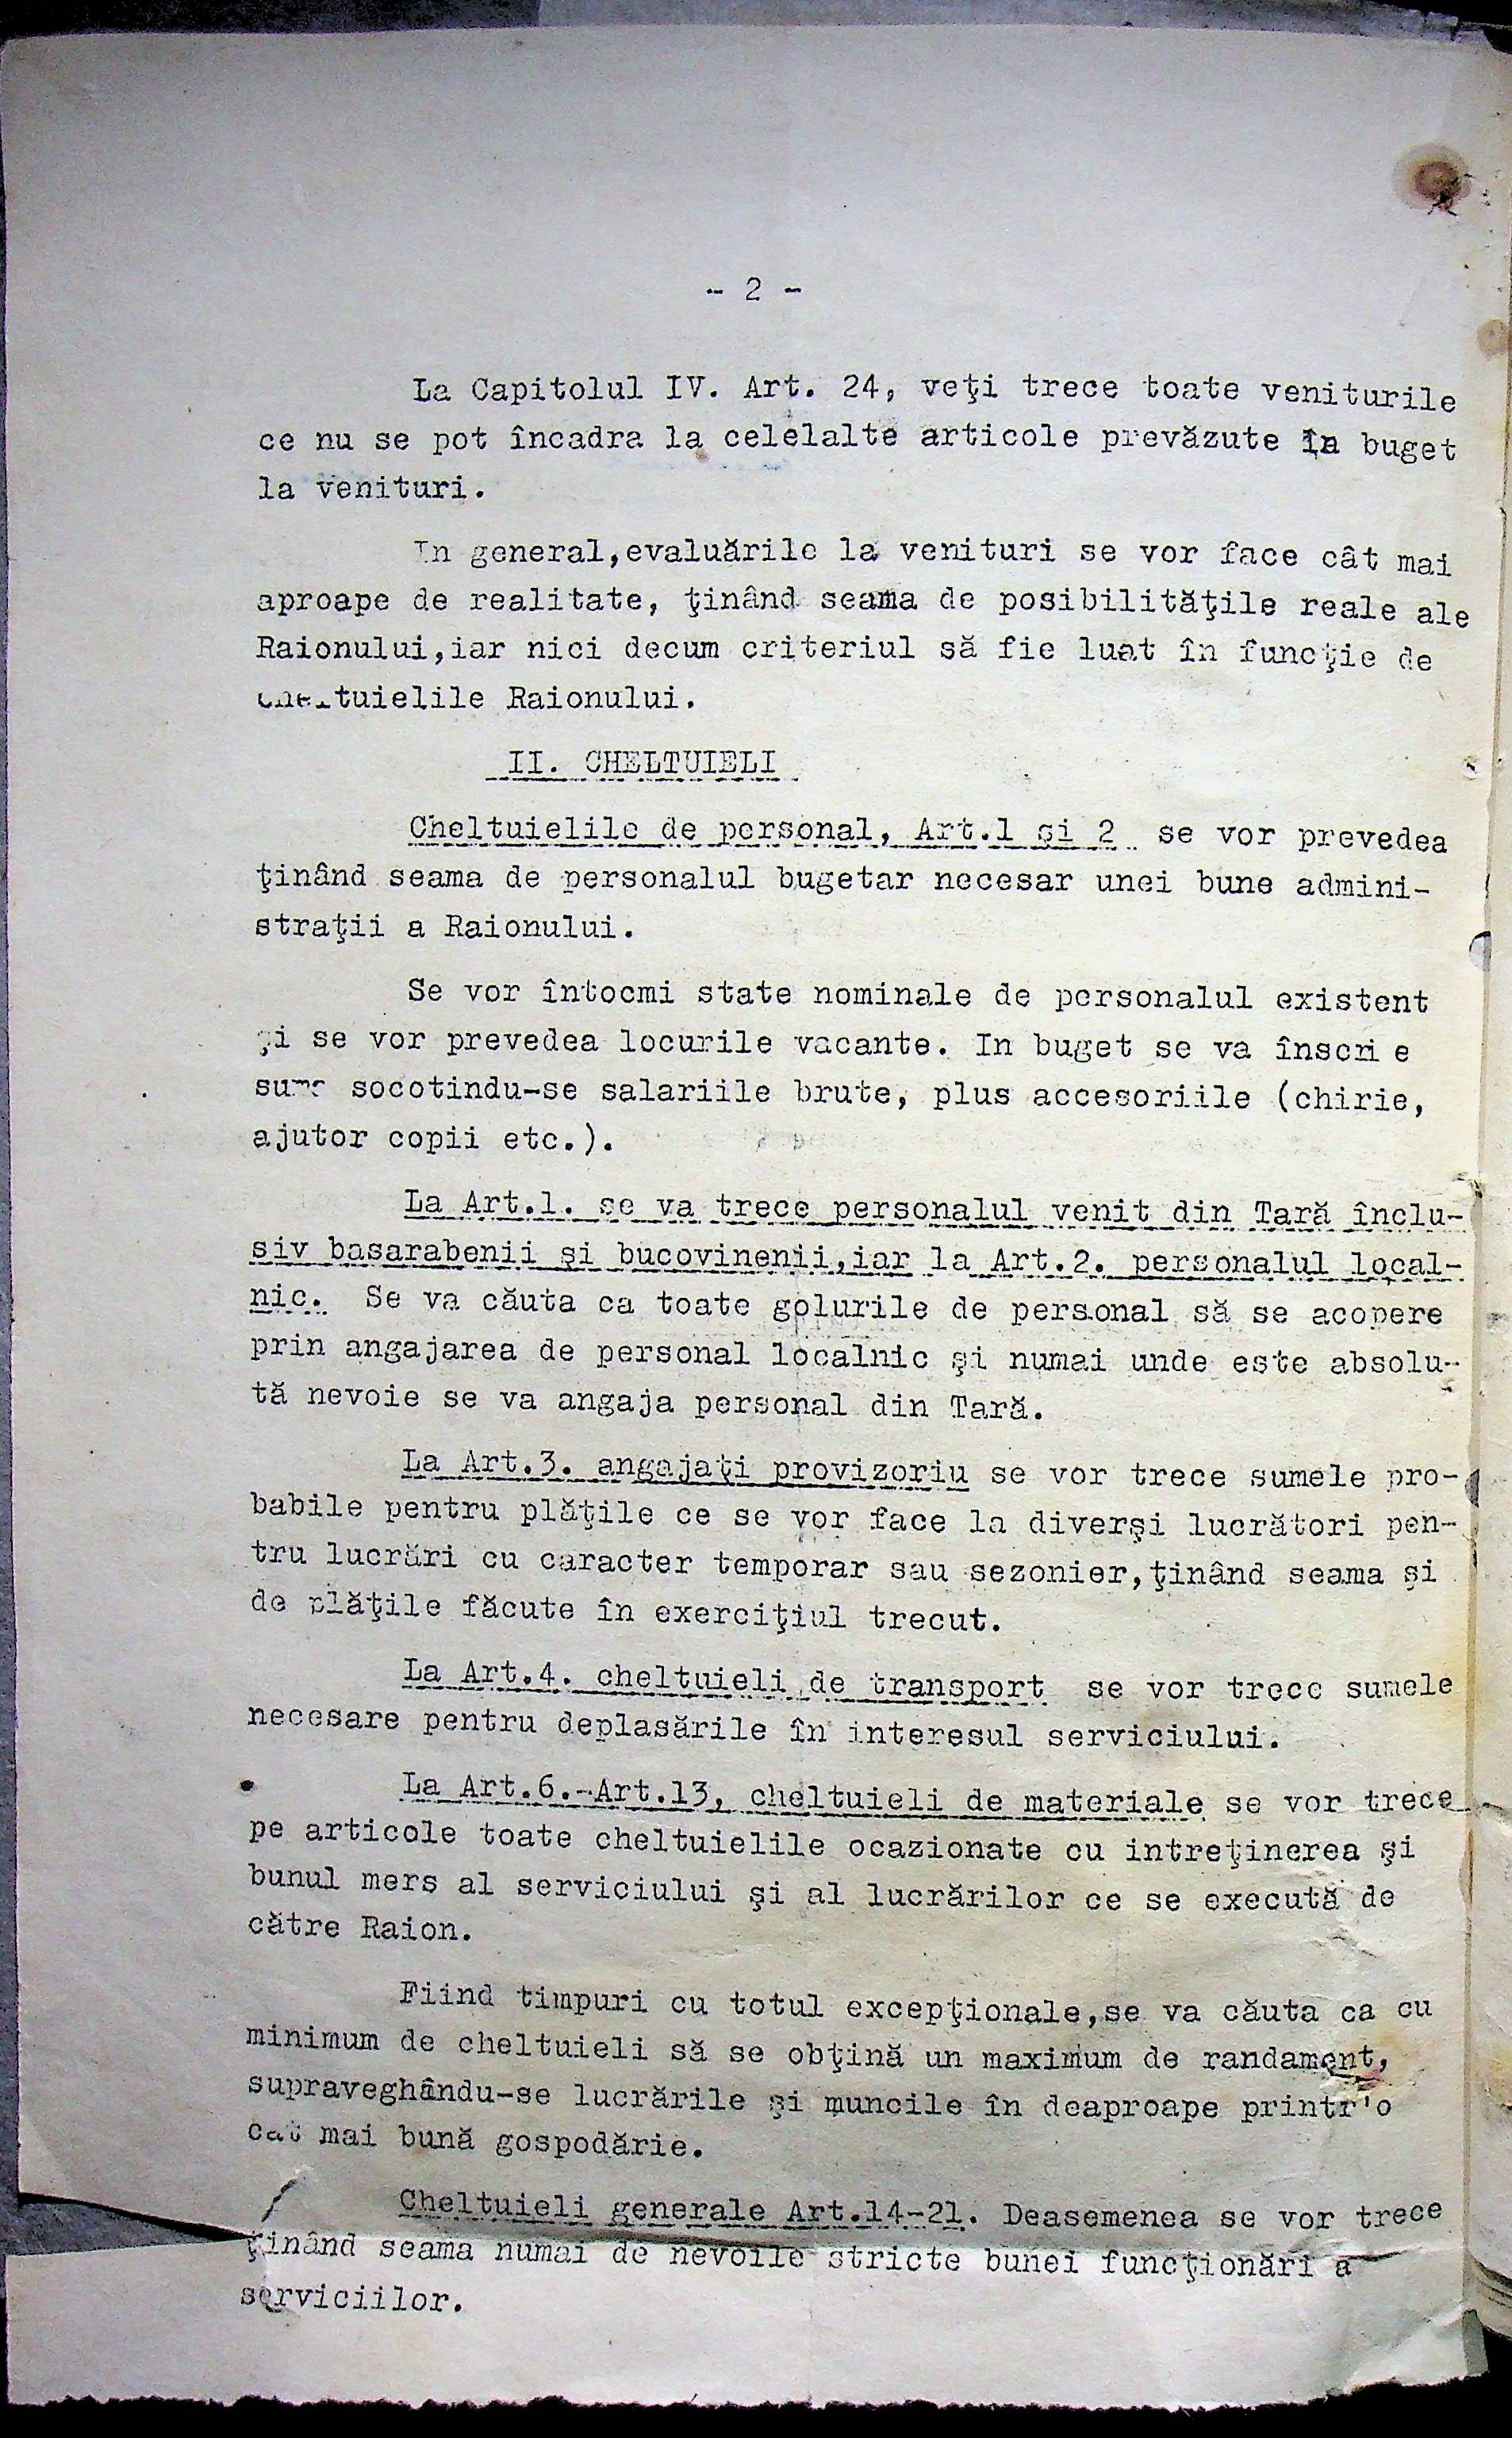 - 2 -
La Capitolul IV. Art. 24, veţi trece toate veniturile
ce nu se pot încadra la celelalte articole prevăzute în buget
la venituri.
In general,evaluările la venituri se vor face cât mai
aproape de realitate, ţinând seama de posibilităţile reale ale
Raionului,iar nici decum criteriul să fie luat în funcţie de
cheltuielile Raionului.
II. CHELTUIELI
Cheltuielile de personal, Art.1 şi 2 se vor prevedea
ţinând seama de personalul bugetar necesar unei bune admini-
straţii a Raionului.
Se vor întocmi state nominale de personalul existent
şi se vor prevedea locurile vacante. In buget se va înscri e
suma socotindu-se salariile brute, plus accesoriile (chirie,
ajutor copii etc.).
La Art.1. se va trece personalul venit din Tară înclu-
siv basarabenii şi bucovinenii,iar la Art.2. personalul local-
nic. Se va căuta ca toate golurile de personal să se acopere
prin angajarea de personal localnic şi numai unde este absolu-
tă nevoie se va angaja personal din Tară.
La Art.3. angajaţi provizoriu se vor trece sumele pro-
babile pentru plăţile ce se vor face la diverşi lucrători pen-
tru lucrări cu caracter temporar sau sezonier,ţinând seama şi
de plăţile făcute în exerciţiul trecut.
La Art.4. cheltuieli de transport se vor trece sumele
necesare pentru deplasările în interesul serviciului.
La Art.6.-Art.13, cheltuieli de materiale se vor trece
pe articole toate cheltuielile ocazionate cu intreţinerea şi
bunul mers al serviciului şi al lucrărilor ce se execută de
către Raion.
Fiind timpuri cu totul excepţionale,se va căuta ca cu
minimum de cheltuieli să se obţină un maximum de randament,
supraveghându-se lucrările şi muncile în deaproape printr'o
cât mai bună gospodărie.
Cheltuieli generale Art.14-21. Deasemenea se vor trece
ţinând seama numai de nevoile stricte bunei funcţionări a
serviciilor.